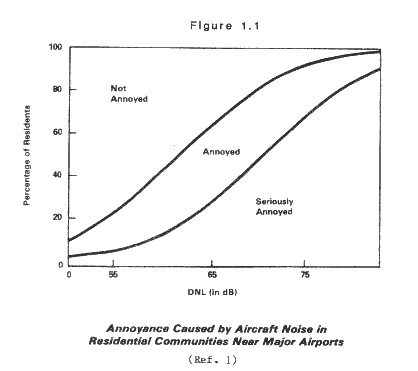 Figure 1.1
100
80
60
40
20
0
Percentage of Residents
Not
Annoyed
Annoyed
Seriously
Annoyed
0 55 65 75
DNL (in dB)
Annoyance Caused by Aircraft Noise in
Residential Communities Near Major Airports
(Ref. 1)